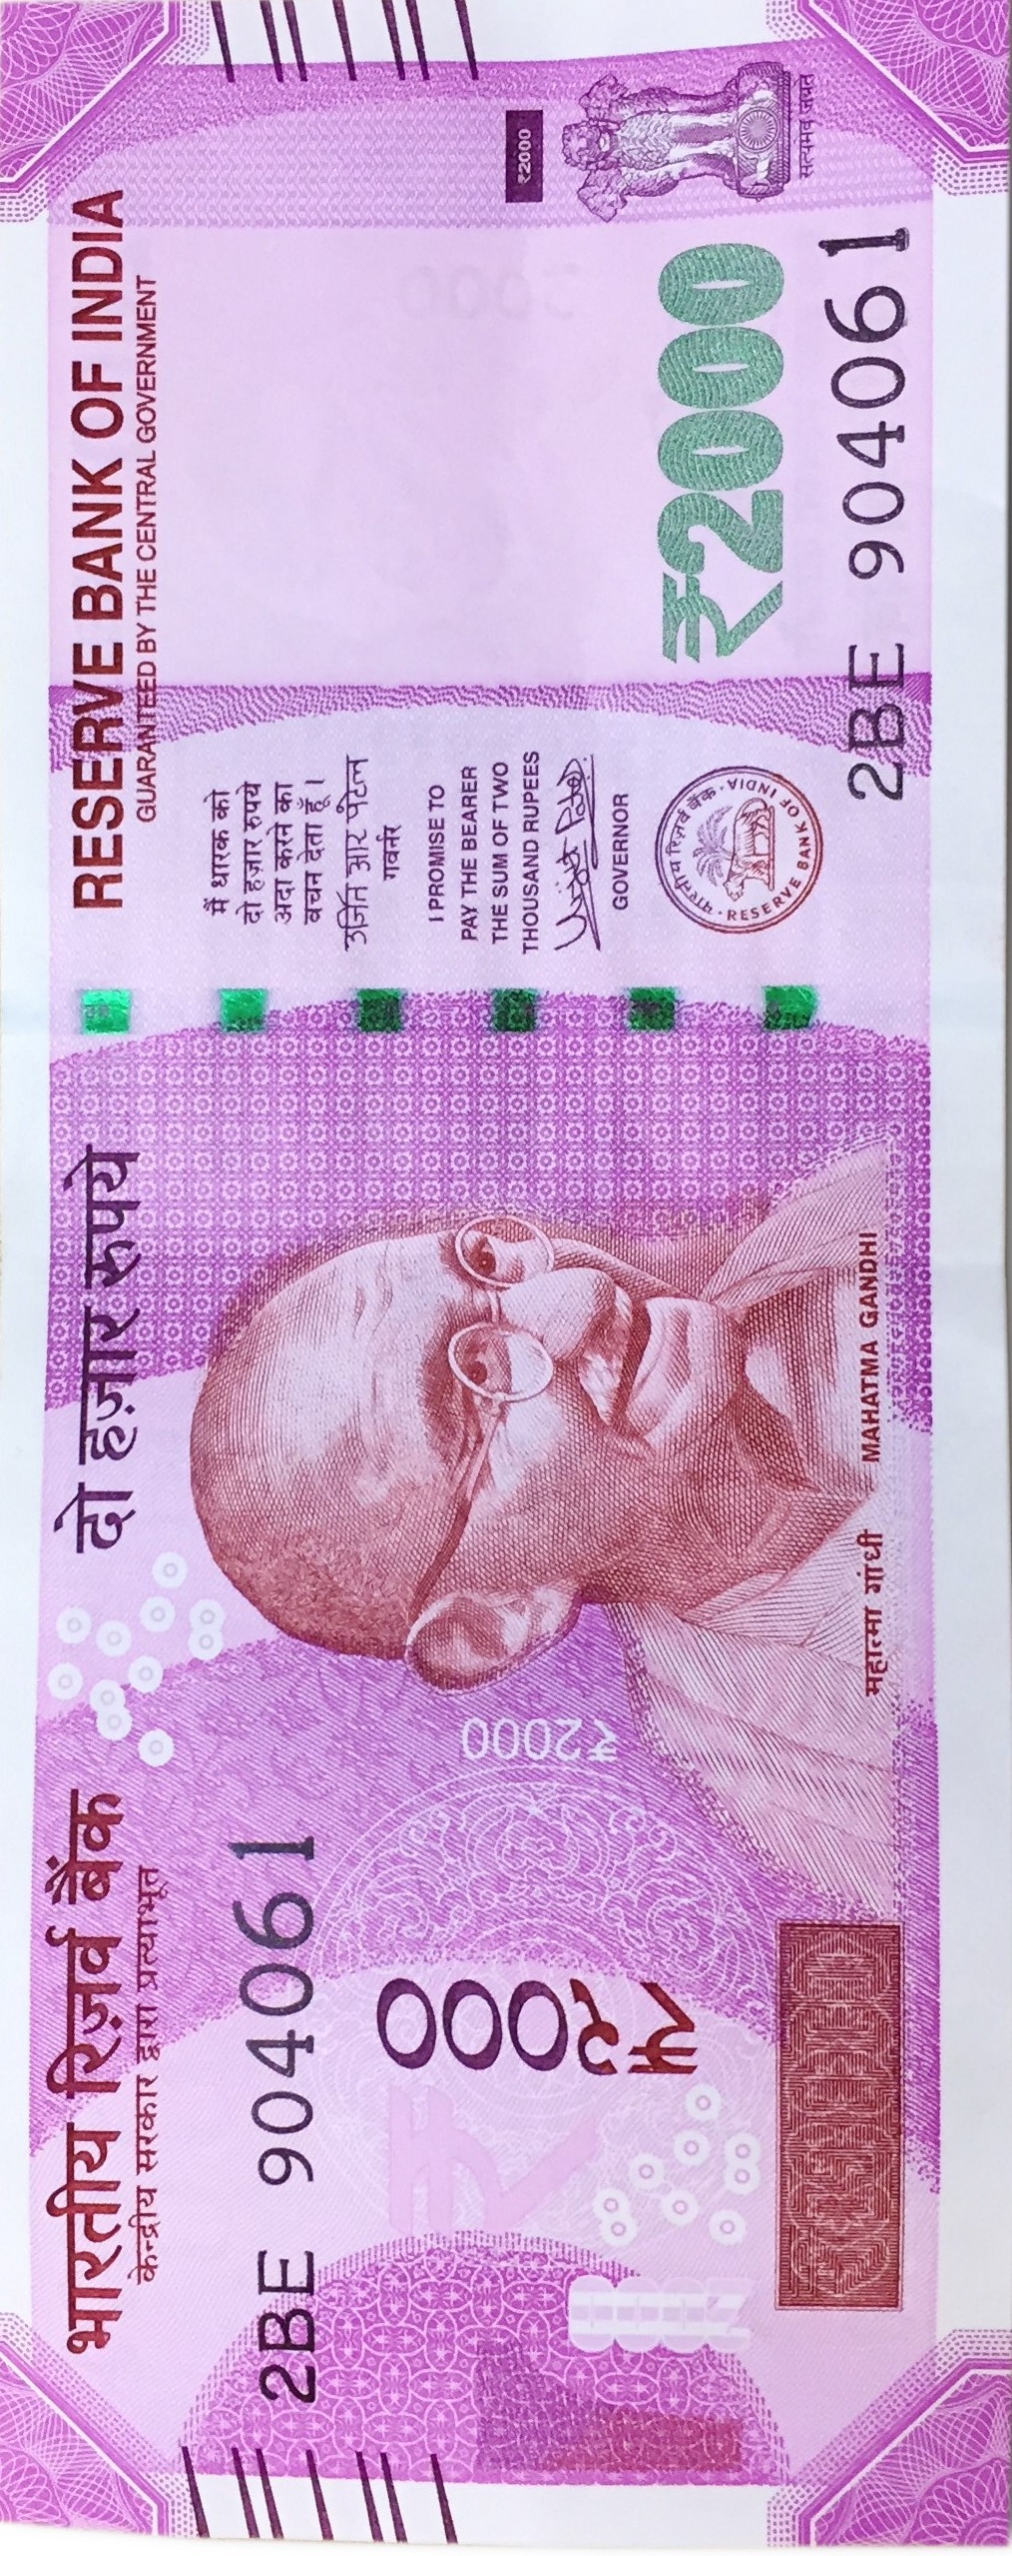 भारतीय रिज़र्व बैंक
केन्द्रीय सरकार द्वारा प्रत्याभूत
दो हज़ार रुपये
RESERVE BANK OF INDIA
GUARANTEED BY THE CENTRAL GOVERNMENT
2BE 904061
₹2000
₹२०००
मैं धारक को
दो हज़ार रुपये
अदा करने का
वचन देता हूँ।
उर्जित आर पटेल
गवर्नर
I PROMISE TO
PAY THE BEARER
THE SUM OF TWO
THOUSAND RUPEES
GOVERNOR
भारतीय रिज़र्व बैंक
RESERVE BANK OF INDIA
महात्मा गांधी MAHATMA GANDHI
₹2000
₹2000
2BE 904061
सत्यमेव जयते